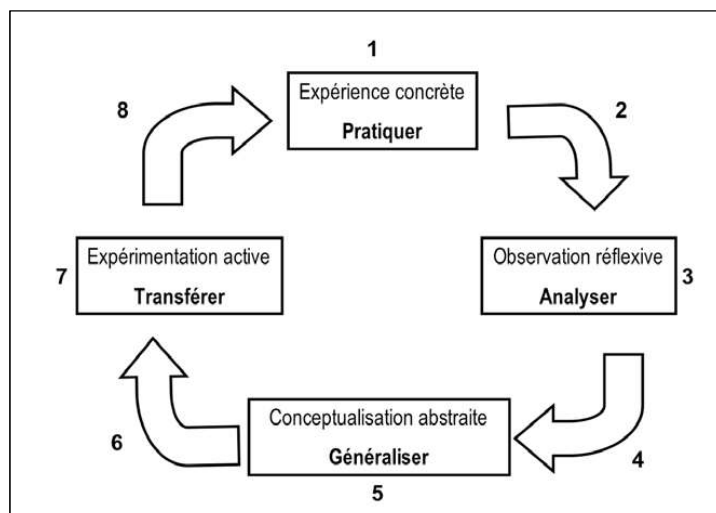 1
Expérience concrète
Pratiquer
2
Observation réflexive
Analyser
3
4
Conceptualisation abstraite
Généraliser
5
6
Expérimentation active
Transférer
7
8